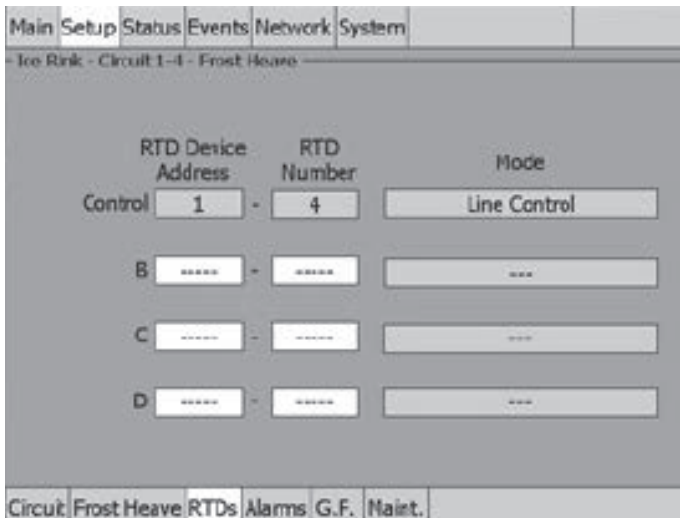 Main Setup Status Events Network System
Ice Rink - Circuit 1-4 - Frost Heave
RTD Device Address RTD Number Mode
Control 1 - 4 Line Control
B ----- - ----- ---
C ----- - ----- ---
D ----- - ----- ---
Circuit Frost Heave RTDs Alarms G.F. Maint.